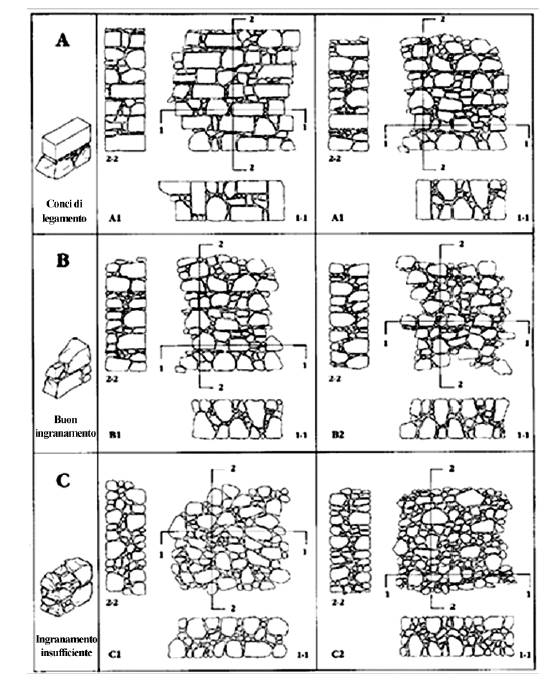 A
2
2
1
1
2-2
2-2
1
1
Conci di
legamento
2
2
A1
1-1
A1
1-1
B
2
2
1
1
1
1
2-2
2-2
2
2
Buon
ingranamento
B1
1-1
B2
1-1
C
2
2
1
1
1
1
2-2
2-2
2
2
Ingranamento
insufficiente
C1
1-1
C2
1-1